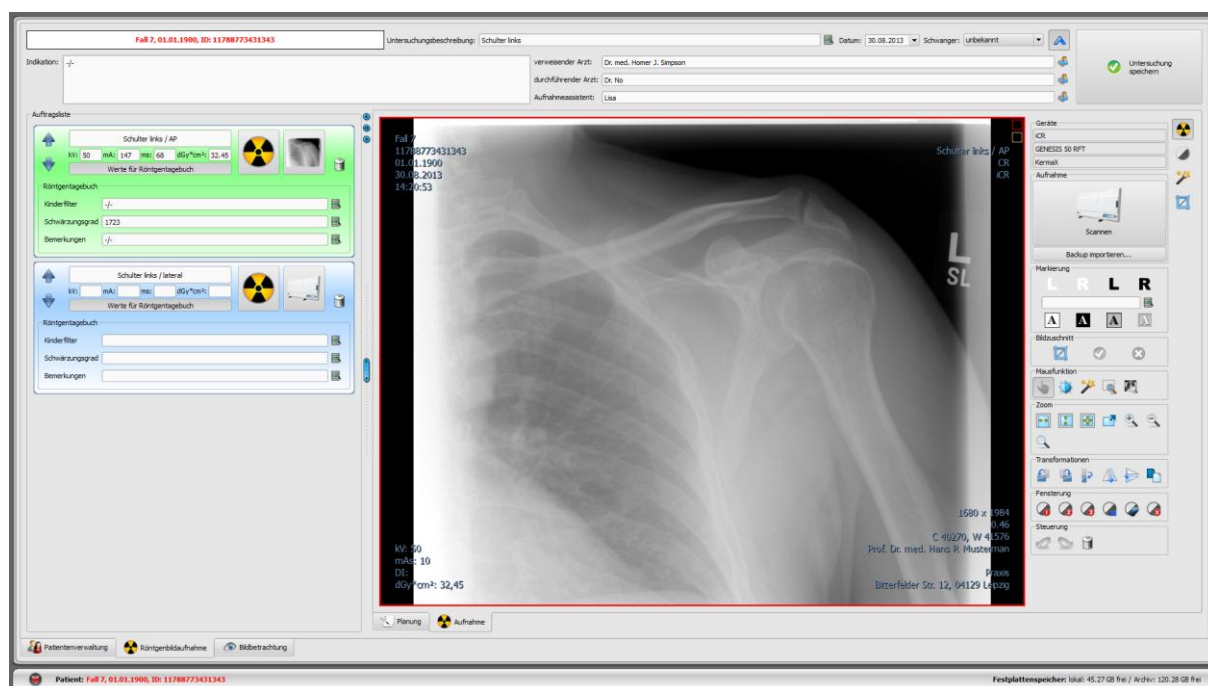 Fall 7, 01.01.1900, ID: 11788773431343
Untersuchungsbeschreibung: Schulter links
Datum: 30.08.2013
Schwanger: unbekannt
Indikation: -/-
verweisender Arzt: Dr. med. Homer J. Simpson
durchführender Arzt: Dr. No
Aufnahmeassistent: Lisa
Untersuchung
speichern
Auftragsliste
Schulter links / AP
kV: 50 mA: 147 ms: 68 dGy*cm²: 32.45
Werte für Röntgentagebuch
Röntgentagebuch
Kinderfilter -/-
Schwärzungsgrad 1723
Bemerkungen -/-
Schulter links / lateral
kV: mA: ms: dGy*cm²:
Werte für Röntgentagebuch
Röntgentagebuch
Kinderfilter
Schwärzungsgrad
Bemerkungen
Fall 7
11788773431343
01.01.1900
30.08.2013
14:20:53
Schulter links / AP
CR
iCR
L
SL
1680 x 1984
0.46
C 40270, W 41576
Prof. Dr. med. Hans P. Musterman
Praxis
Bitterfelder Str. 12, 04129 Leipzig
kV: 50
mAs: 10
DI:
dGy*cm²: 32,45
Geräte
iCR
GENESIS 50 RFT
KermaX
Aufnahme
Scannen
Backup importieren...
Markierung
L R L R
A A A A
Bildzuschnitt
Mausfunktion
Zoom
Transformationen
Fensterung
Steuerung
Planung
Aufnahme
Patientenverwaltung
Röntgenbildaufnahme
Bildbetrachtung
Patient: Fall 7, 01.01.1900, ID: 11788773431343
Festplattenspeicher: lokal: 45.27 GB frei / Archiv: 120.28 GB frei